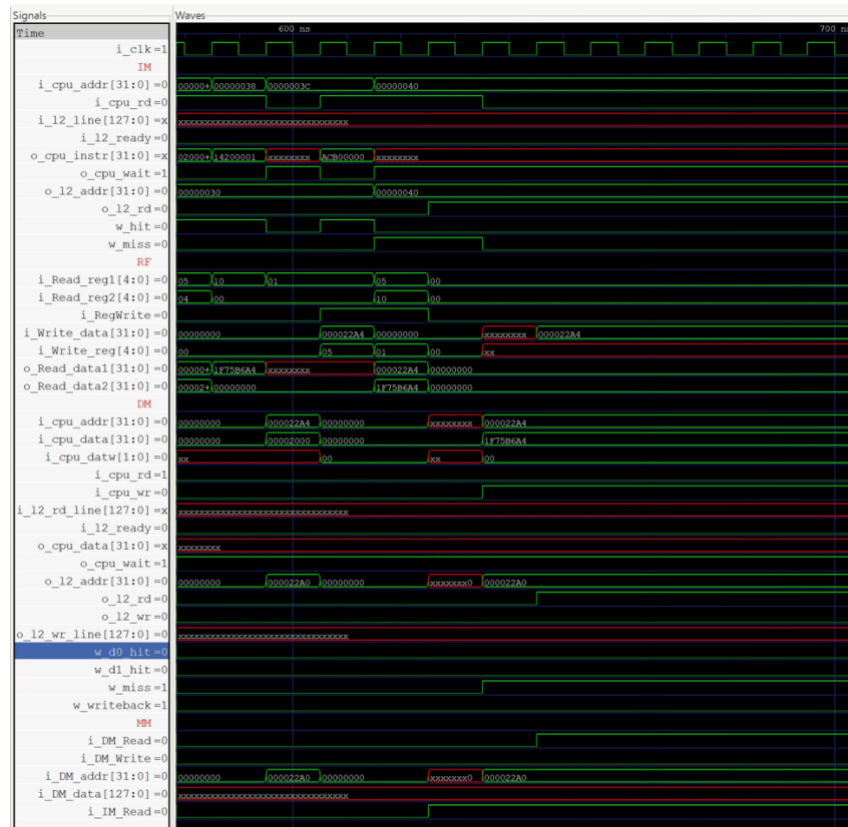 Signals Waves
Time 600 ns 700 ns
i_clk=1
IM
i_cpu_addr[31:0]=0 00000+ 00000038 0000003C 00000040
i_cpu_rd=0
i_l2_line[127:0]=x xxxxxxxxxxxxxxxxxxxxxxxxxxxxxxxx
i_l2_ready=0
o_cpu_instr[31:0]=x 02000+ 14200001 xxxxxxxx ACB00000 xxxxxxxx
o_cpu_wait=1
o_l2_addr[31:0]=0 00000030 00000040
o_l2_rd=0
w_hit=0
w_miss=0
RF
i_Read_reg1[4:0]=0 05 10 01 05 00
i_Read_reg2[4:0]=0 04 00 10 00
i_RegWrite=0
i_Write_data[31:0]=0 00000000 000022A4 00000000 xxxxxxxx 000022A4
i_Write_reg[4:0]=0 00 05 01 00 xx
o_Read_data1[31:0]=0 00000+ 1F75B6A4 xxxxxxxx 000022A4 00000000
o_Read_data2[31:0]=0 00002+ 00000000 1F75B6A4 00000000
DM
i_cpu_addr[31:0]=0 00000000 000022A4 00000000 xxxxxxxx 000022A4
i_cpu_data[31:0]=0 00000000 00002000 00000000 1F75B6A4
i_cpu_datw[1:0]=0 xx 00 xx 00
i_cpu_rd=1
i_cpu_wr=0
i_l2_rd_line[127:0]=x xxxxxxxxxxxxxxxxxxxxxxxxxxxxxxxx
i_l2_ready=0
o_cpu_data[31:0]=x xxxxxxxx
o_cpu_wait=1
o_l2_addr[31:0]=0 00000000 000022A0 00000000 xxxxxxx0 000022A0
o_l2_rd=0
o_l2_wr=0
o_l2_wr_line[127:0]=0 xxxxxxxxxxxxxxxxxxxxxxxxxxxxxxxx
w_d0_hit=0
w_d1_hit=0
w_miss=1
w_writeback=1
MM
i_DM_Read=0
i_DM_Write=0
i_DM_addr[31:0]=0 00000000 000022A0 00000000 xxxxxxx0 000022A0
i_DM_data[127:0]=0 xxxxxxxxxxxxxxxxxxxxxxxxxxxxxxxx
i_IM_Read=0